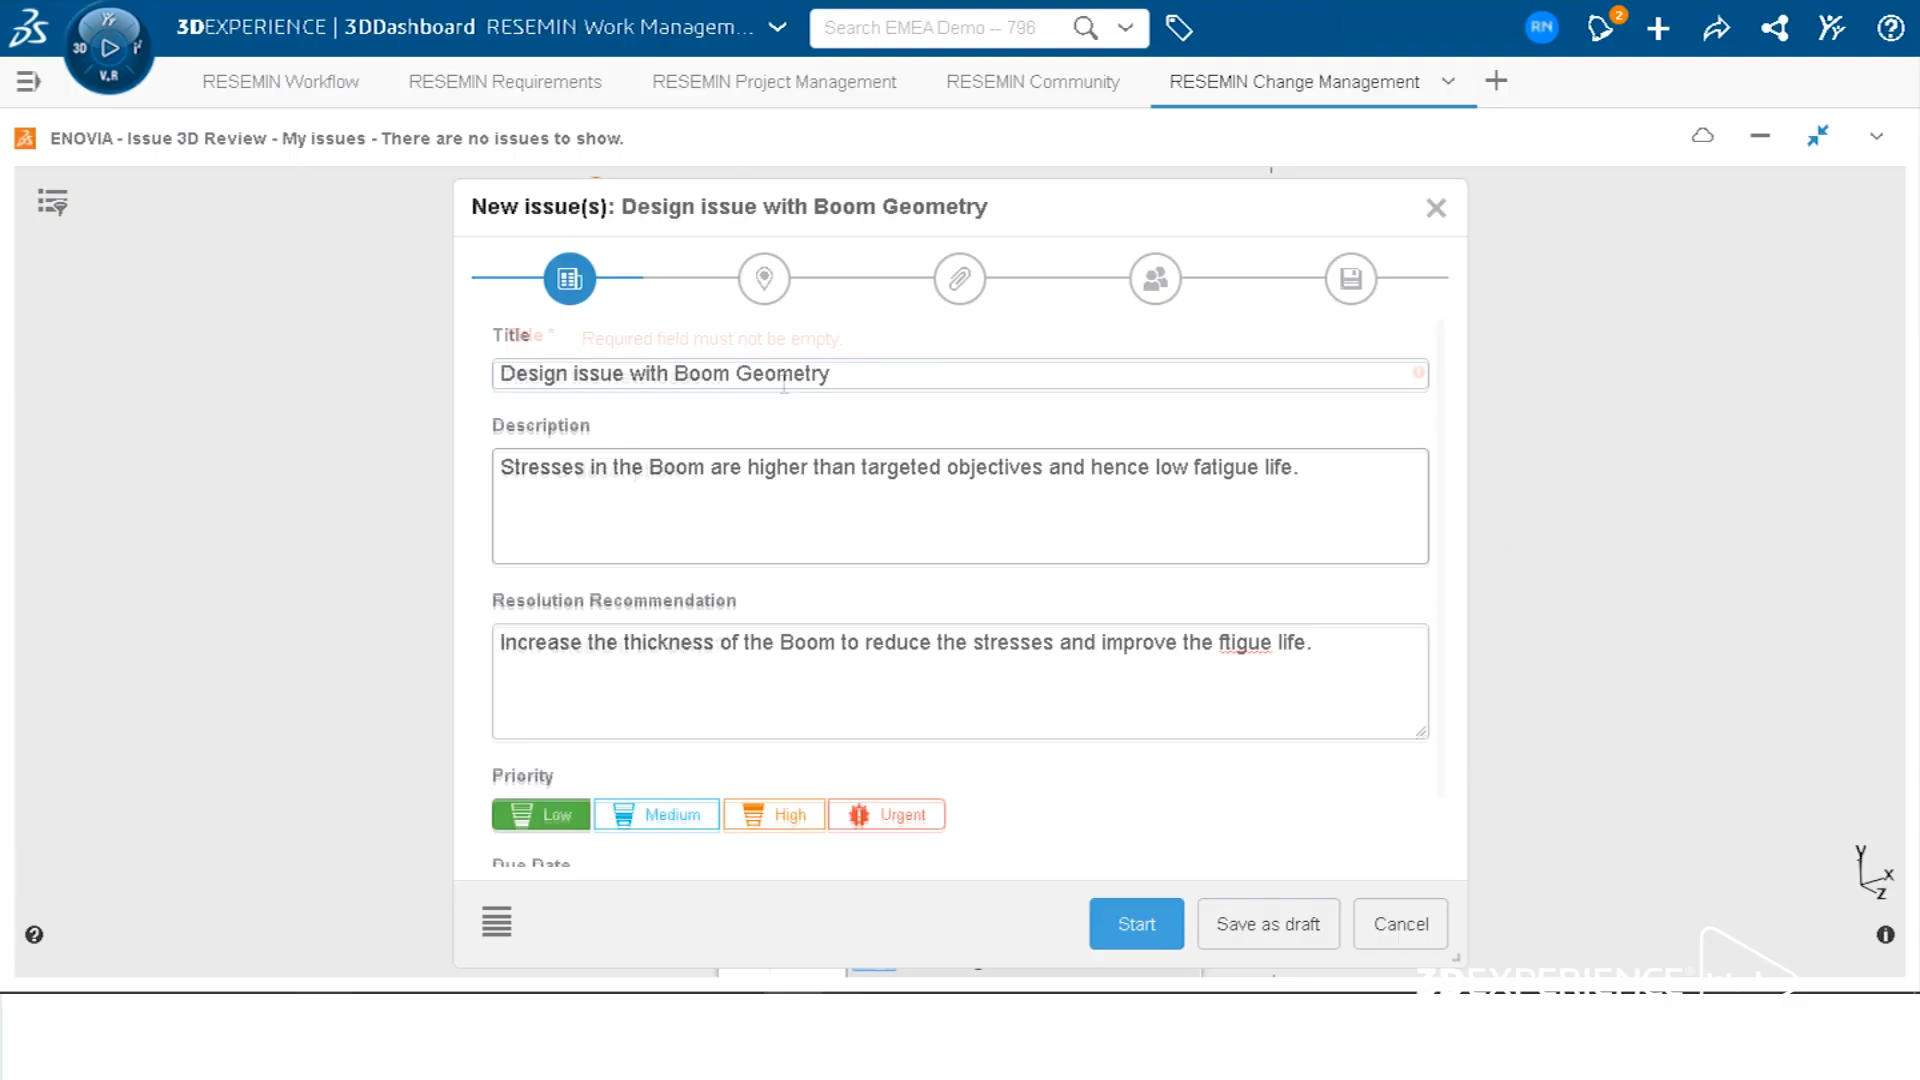 3DEXPERIENCE | 3DDashboard RESEMIN Work Managem...
Search EMEA Demo -- 796
RN
2
3D
V.R
RESEMIN Workflow
RESEMIN Requirements
RESEMIN Project Management
RESEMIN Community
RESEMIN Change Management
ENOVIA - Issue 3D Review - My issues - There are no issues to show.
New issue(s): Design issue with Boom Geometry
Title * Required field must not be empty.
Design issue with Boom Geometry
Description
Stresses in the Boom are higher than targeted objectives and hence low fatigue life.
Resolution Recommendation
Increase the thickness of the Boom to reduce the stresses and improve the ftigue life.
Priority
Low
Medium
High
Urgent
Due Date
Start
Save as draft
Cancel
y
x
z
3DEXPERIENCE